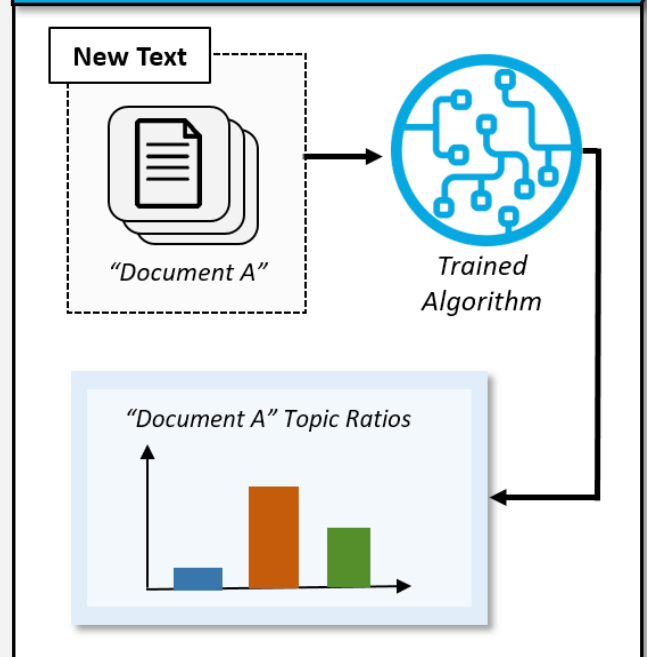 New Text
“Document A”
Trained
Algorithm
“Document A” Topic Ratios